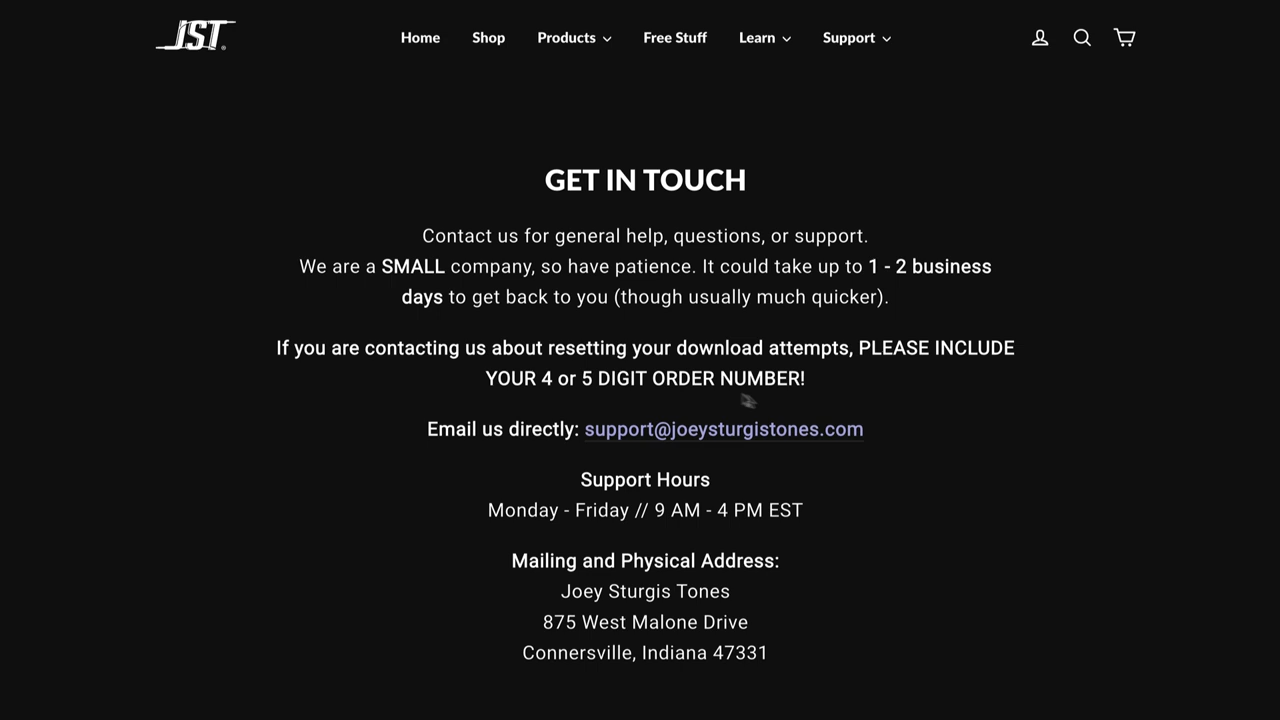 JST®
Home Shop Products Free Stuff Learn Support
GET IN TOUCH
Contact us for general help, questions, or support.
We are a SMALL company, so have patience. It could take up to 1 - 2 business
days to get back to you (though usually much quicker).
If you are contacting us about resetting your download attempts, PLEASE INCLUDE
YOUR 4 or 5 DIGIT ORDER NUMBER!
Email us directly: support@joeysturgistones.com
Support Hours
Monday - Friday // 9 AM - 4 PM EST
Mailing and Physical Address:
Joey Sturgis Tones
875 West Malone Drive
Connersville, Indiana 47331